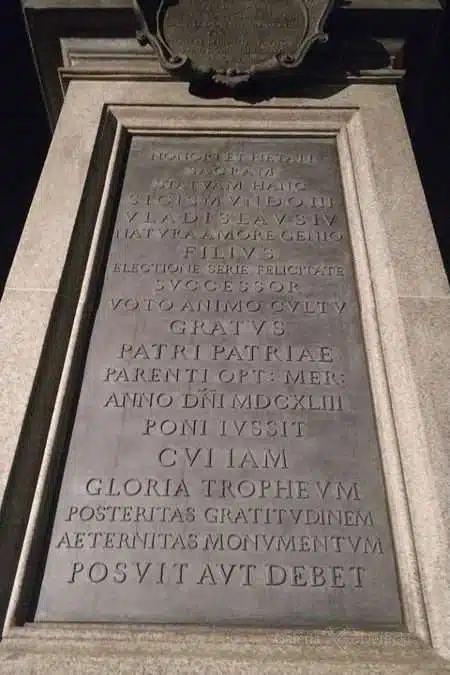 HONORI ET PIETATI
SACRAM
STATVAM HANC
SIGISMVNDO III
VLADISLAVS IV
NATVRA AMORE GENIO
FILIVS
ELECTIONE SERIE FELICITATE
SVCCESSOR
VOTO ANIMO CVLTV
GRATVS
PATRI PATRIAE
PARENTI OPT: MER:
ANNO DÑI MDCXLIII
PONI IVSSIT
CVI IAM
GLORIA TROPHEVM
POSTERITAS GRATITVDINEM
AETERNITAS MONVMENTVM
POSVIT AVT DEBET